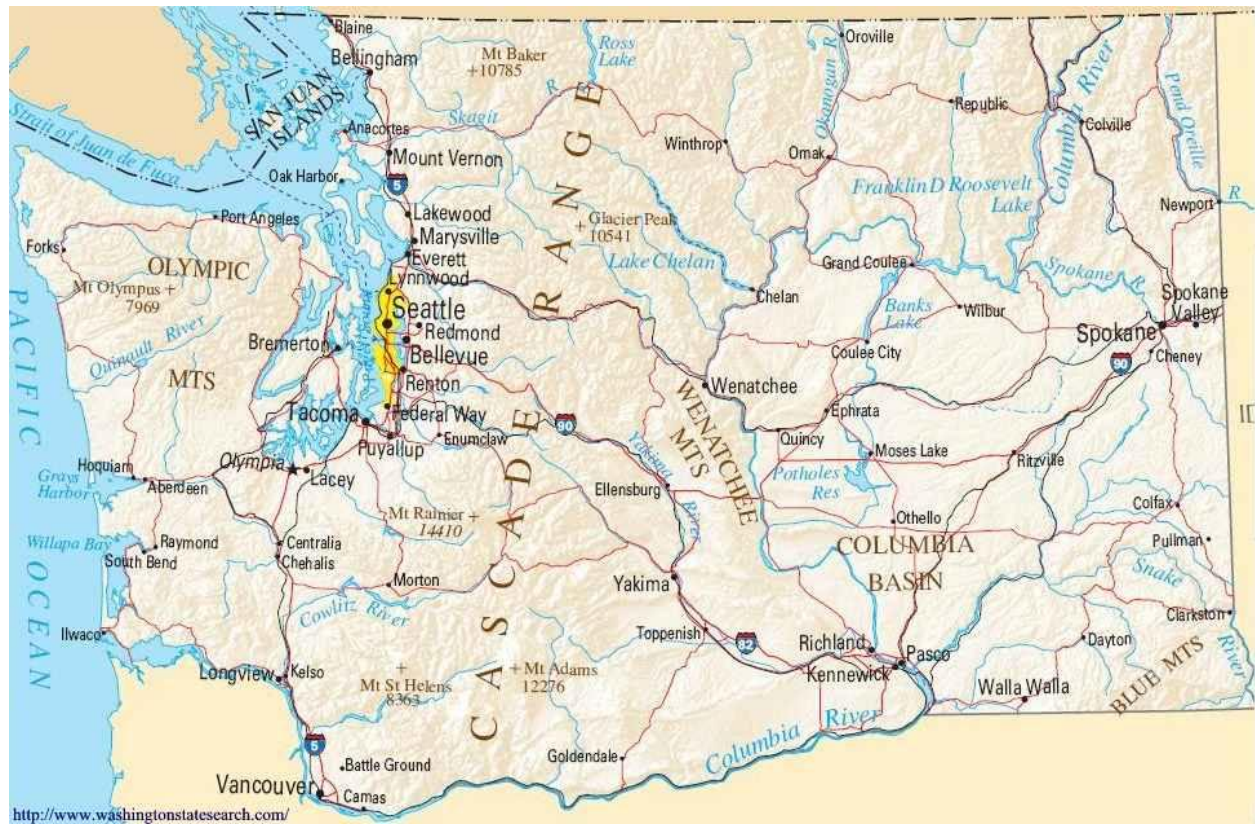 Blaine
Bellingham
Mt Baker
+10785
Ross
Lake
Oroville
Okanogan R
Columbia River
Pend Oreille
R
SAN JUAN
ISLANDS
Strait of Juan de Fuca
Anacortes
Skagit
R
Republic
Colville
Mount Vernon
Winthrop
Omak
Oak Harbor
5
Franklin D Roosevelt
Lake
Newport
R
Port Angeles
Lakewood
Glacier Peak
+ 10541
Forks
Marysville
Everett
OLYMPIC
MTS
Lake Chelan
Grand Coulee
Spokane R.
Mt Olympus +
7969
Lynnwood
Chelan
Banks
Lake
Wilbur
Spokane
Valley
Seattle
Redmond
Spokane
PACIFIC OCEAN
Quinault River
Bremerton
Bellevue
Coulee City
Cheney
90
Renton
Wenatchee
WENATCHEE
MTS
Tacoma
Federal Way
Ephrata
CASCADE RANGE
90
Puyallup
Enumclaw
Quincy
Yakima
River
Moses Lake
Ritzville
Hoquiam
Olympia
Lacey
Potholes
Res
Grays
Harbor
Aberdeen
Ellensburg
Colfax
Mt Rainier +
14410
Othello
Willapa Bay
Raymond
South Bend
Centralia
Chehalis
COLUMBIA
BASIN
Pullman
Morton
Yakima
Snake
River
Cowlitz River
Clarkston
Ilwaco
Toppenish
82
Richland
Dayton
Pasco
Kennewick
Longview
Kelso
+
Mt St Helens
8363
+ Mt Adams
12276
Walla Walla
BLUE MTS
Columbia River
5
Goldendale
Battle Ground
Vancouver
Camas
http://www.washingtonstatesearch.com/